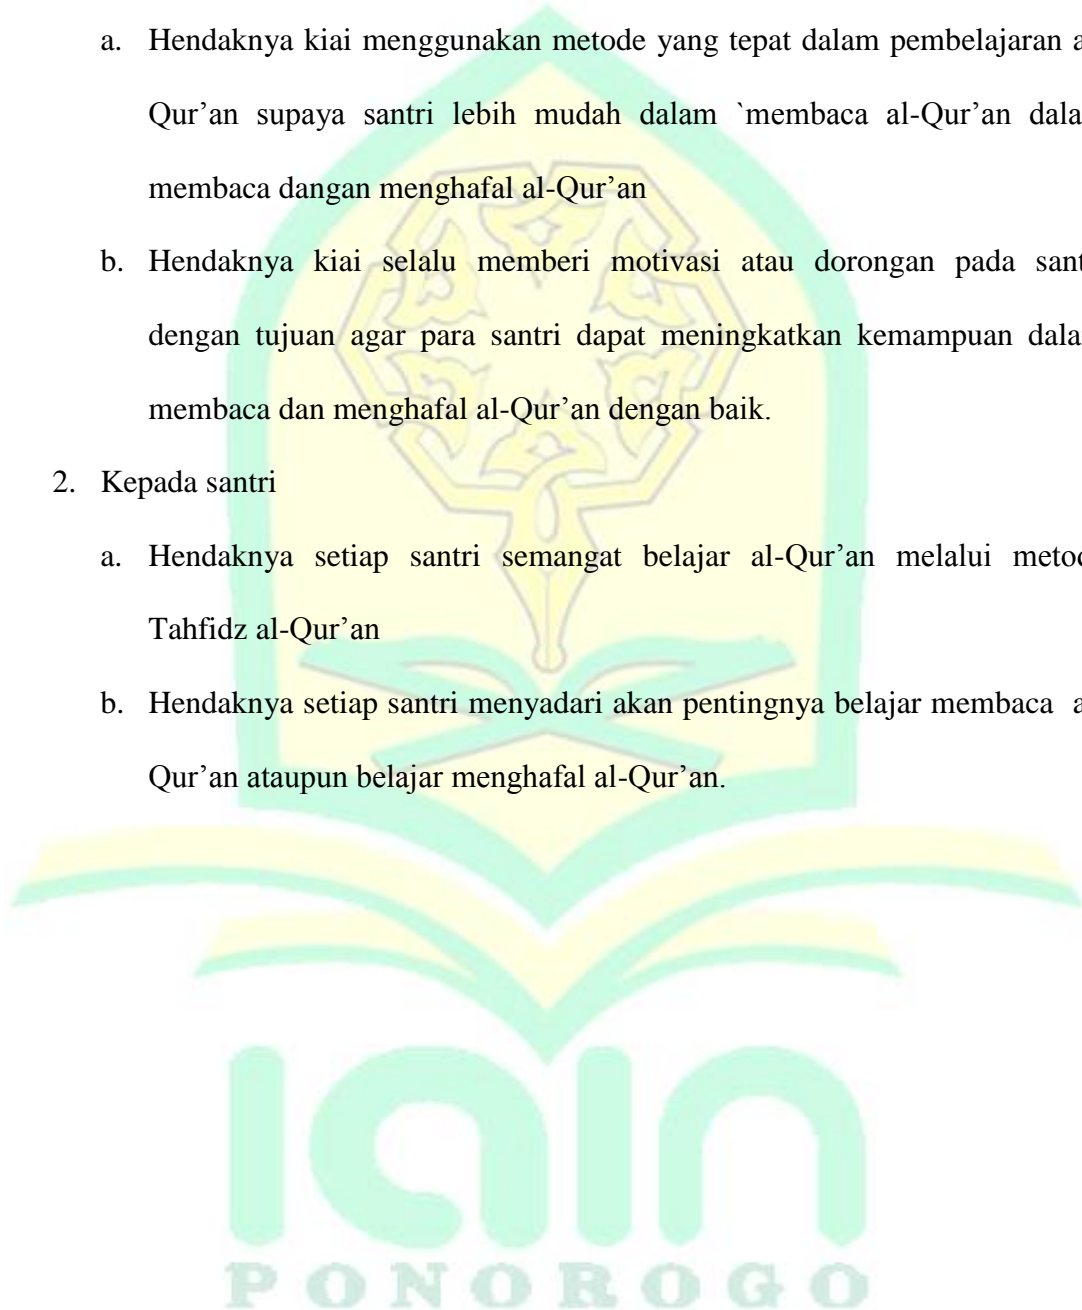 a. Hendaknya kiai menggunakan metode yang tepat dalam pembelajaran a
Qur’an supaya santri lebih mudah dalam `membaca al-Qur’an dala
membaca dangan menghafal al-Qur’an
b. Hendaknya kiai selalu memberi motivasi atau dorongan pada sant
dengan tujuan agar para santri dapat meningkatkan kemampuan dala
membaca dan menghafal al-Qur’an dengan baik.
2. Kepada santri
a. Hendaknya setiap santri semangat belajar al-Qur’an melalui metod
Tahfidz al-Qur’an
b. Hendaknya setiap santri menyadari akan pentingnya belajar membaca a
Qur’an ataupun belajar menghafal al-Qur’an.
iain
PONOROGO